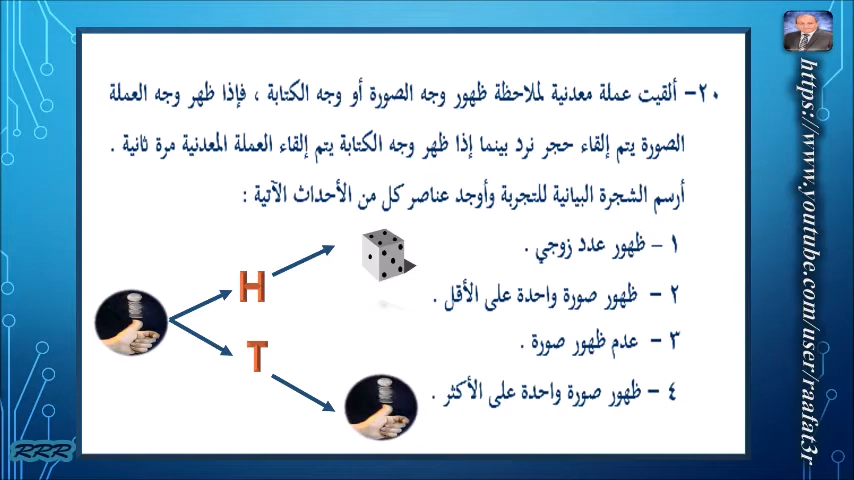 ٢٠- ألقيت عملة معدنية لملاحظة ظهور وجه الصورة أو وجه الكتابة ، فإذا ظهر وجه العملة
الصورة يتم إلقاء حجر نرد بينما إذا ظهر وجه الكتابة يتم إلقاء العملة المعدنية مرة ثانية .
أرسم الشجرة البيانية للتجربة وأوجد عناصر كل من الأحداث الآتية :
١ – ظهور عدد زوجي .
٢ – ظهور صورة واحدة على الأقل .
٣ – عدم ظهور صورة .
٤ – ظهور صورة واحدة على الأكثر .
H
T
https://www.youtube.com/user/raafat3r
RRR